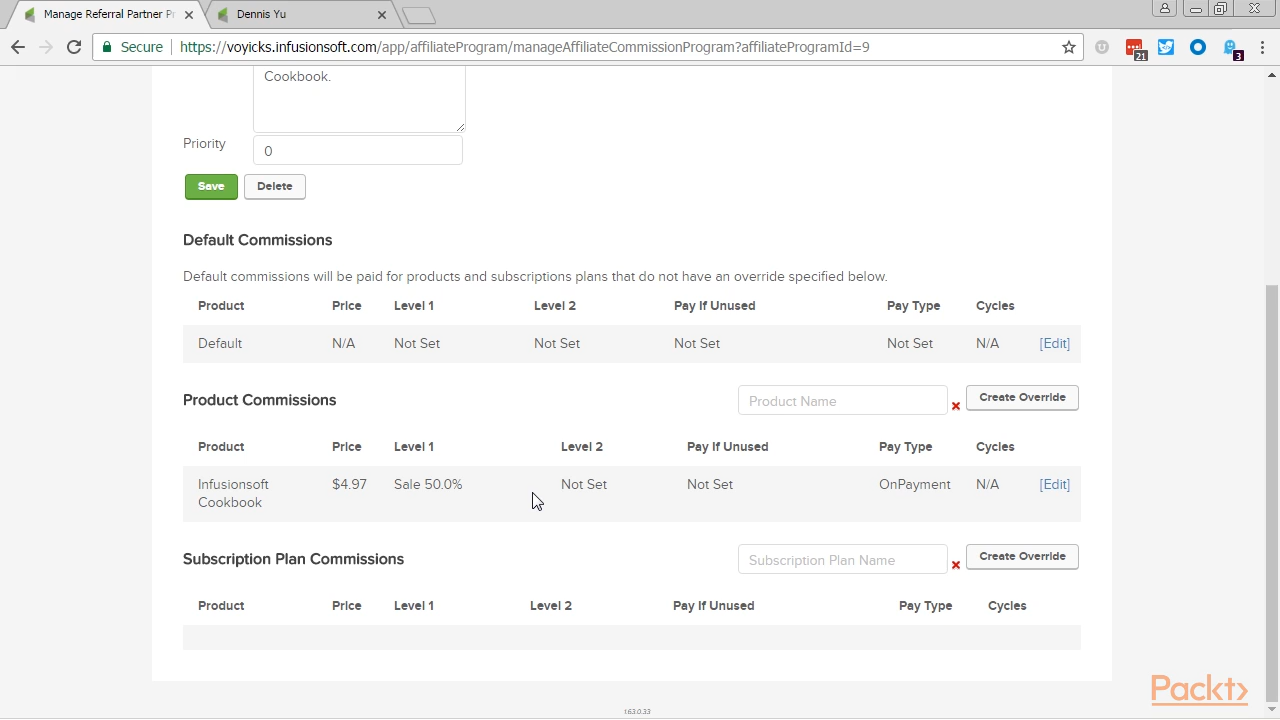 Manage Referral Partner Pr
Dennis Yu
Secure
https://voyicks.infusionsoft.com/app/affiliateProgram/manageAffiliateCommissionProgram?affiliateProgramId=9
21
3
Cookbook.
Priority
0
Save
Delete
Default Commissions
Default commissions will be paid for products and subscriptions plans that do not have an override specified below.
Product Price Level 1 Level 2 Pay If Unused Pay Type Cycles
Default N/A Not Set Not Set Not Set Not Set N/A [Edit]
Product Commissions
Product Name
Create Override
Product Price Level 1 Level 2 Pay If Unused Pay Type Cycles
Infusionsoft $4.97 Sale 50.0% Not Set Not Set OnPayment N/A [Edit]
Cookbook
Subscription Plan Commissions
Subscription Plan Name
Create Override
Product Price Level 1 Level 2 Pay If Unused Pay Type Cycles
Packt
1.63.0.33